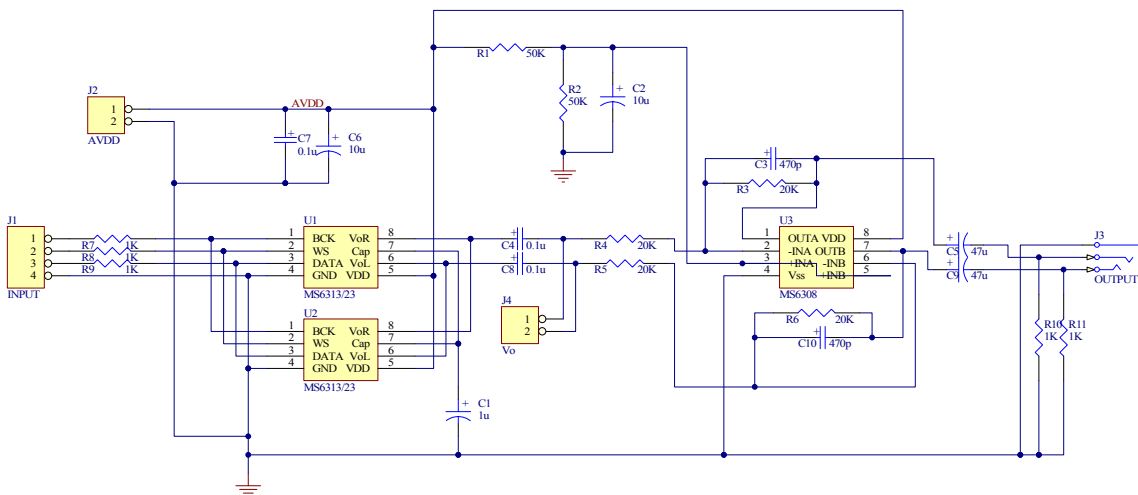 R1
50K
R2
50K
C2
10u
J2
1
2
AVDD
AVDD
C7
0.1u
C6
10u
C3
470p
R3
20K
J1
1
2
3
4
INPUT
R7
1K
R8
1K
R9
1K
U1
1 BCK VoR 8
2 WS Cap 7
3 DATA VoL 6
4 GND VDD 5
MS6313/23
U2
1 BCK VoR 8
2 WS Cap 7
3 DATA VoL 6
4 GND VDD 5
MS6313/23
C4
0.1u
C8
0.1u
R4
20K
R5
20K
J4
1
2
Vo
U3
1 OUTA VDD 8
2 -INA OUTB 7
3 +INA -INB 6
4 Vss +INB 5
MS6308
R6
20K
C10
470p
C5
47u
C9
47u
J3
OUTPUT
R10
1K
R11
1K
C1
1u